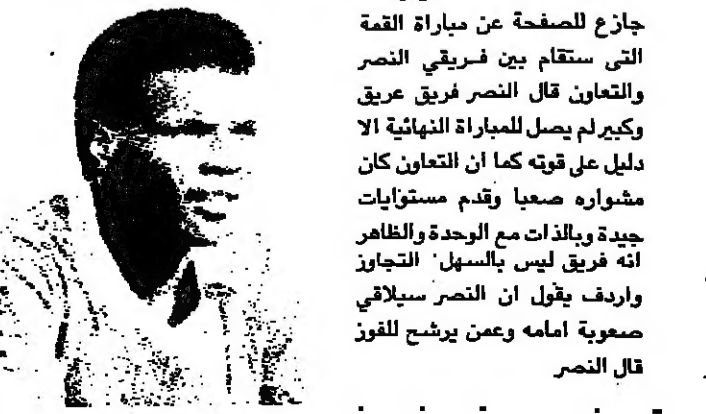 جازع للصفحة عن مباراة القمة
التى ستقام بين فريقي النصر
والتعاون قال النصر فريق عريق
وكبير لم يصل للمباراة النهائية الا
دليل على قوته كما ان التعاون كان
مشواره صعبا وقدم مستوايات
جيدة وبالذات مع الوحدة والظاهر
انه فريق ليس بالسهل التجاوز
واردف يقول ان النصر سيلاقي
صعوبة امامه وعمن يرشح للفوز
قال النصر